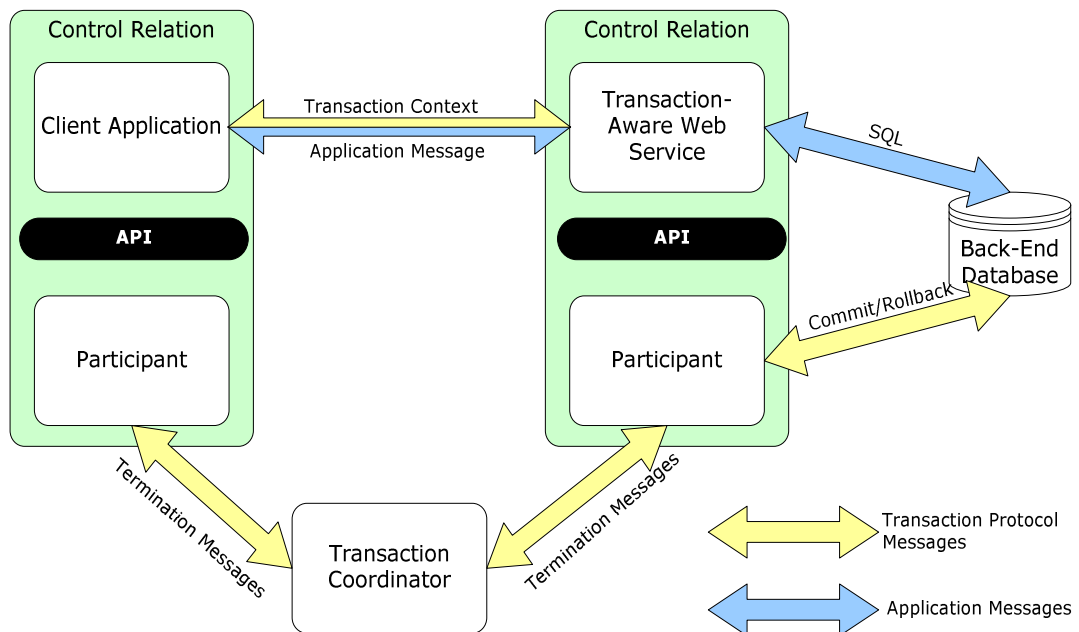 Control Relation
Control Relation
Client Application
Transaction Context
Application Message
Transaction-
Aware Web
Service
SQL
API
API
Back-End
Database
Commit/Rollback
Participant
Participant
Termination Messages
Termination Messages
Transaction
Coordinator
Transaction Protocol
Messages
Application Messages